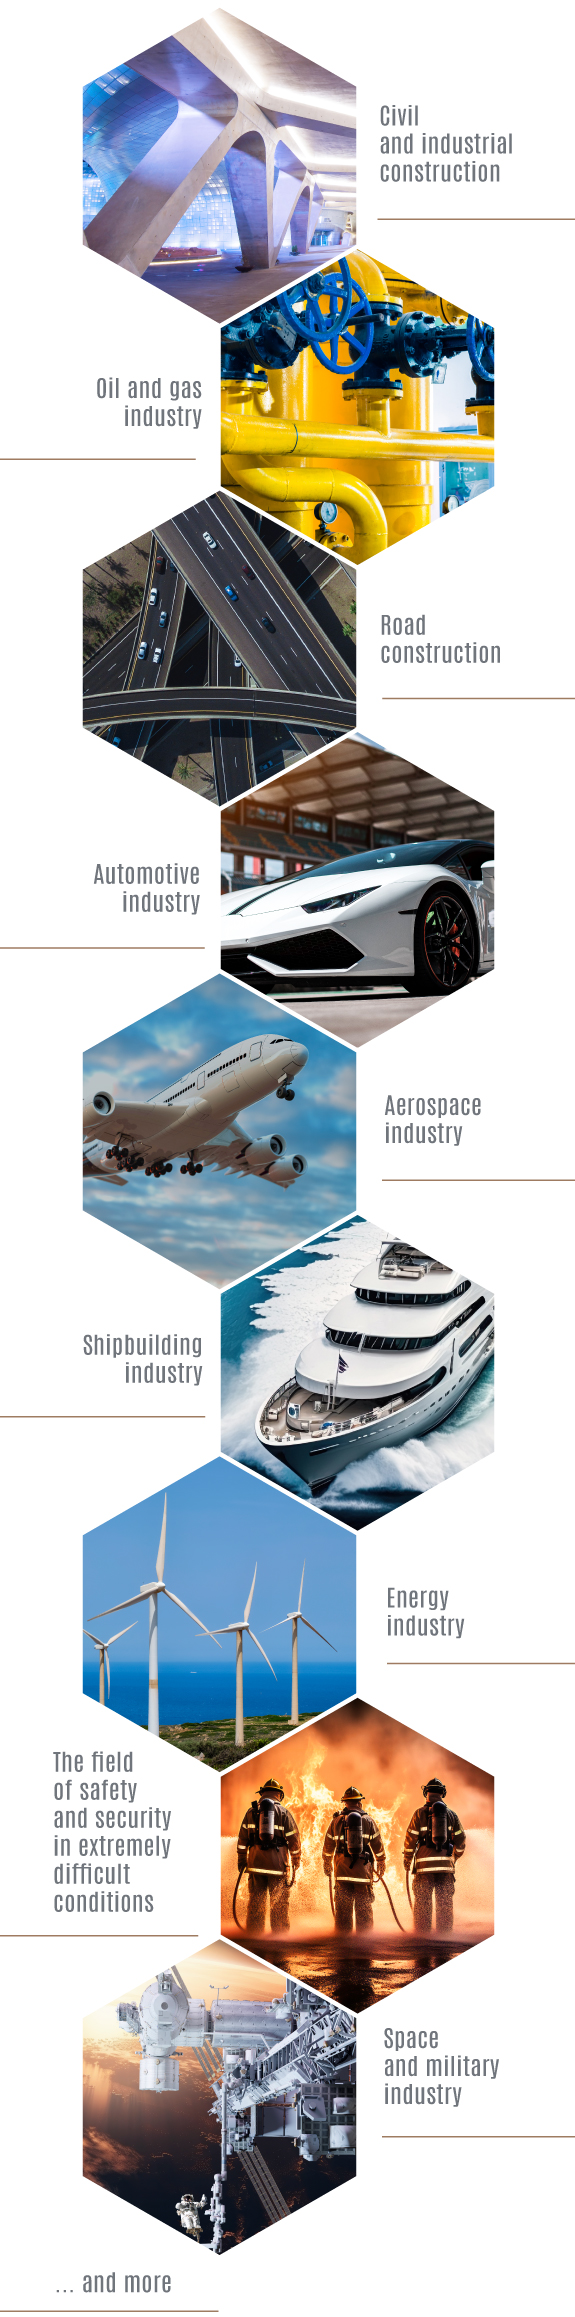 Civil
and industrial
construction
Oil and gas
industry
Road
construction
Automotive
industry
Aerospace
industry
Shipbuilding
industry
Energy
industry
The field
of safety
and security
in extremely
difficult
conditions
Space
and military
industry
... and more